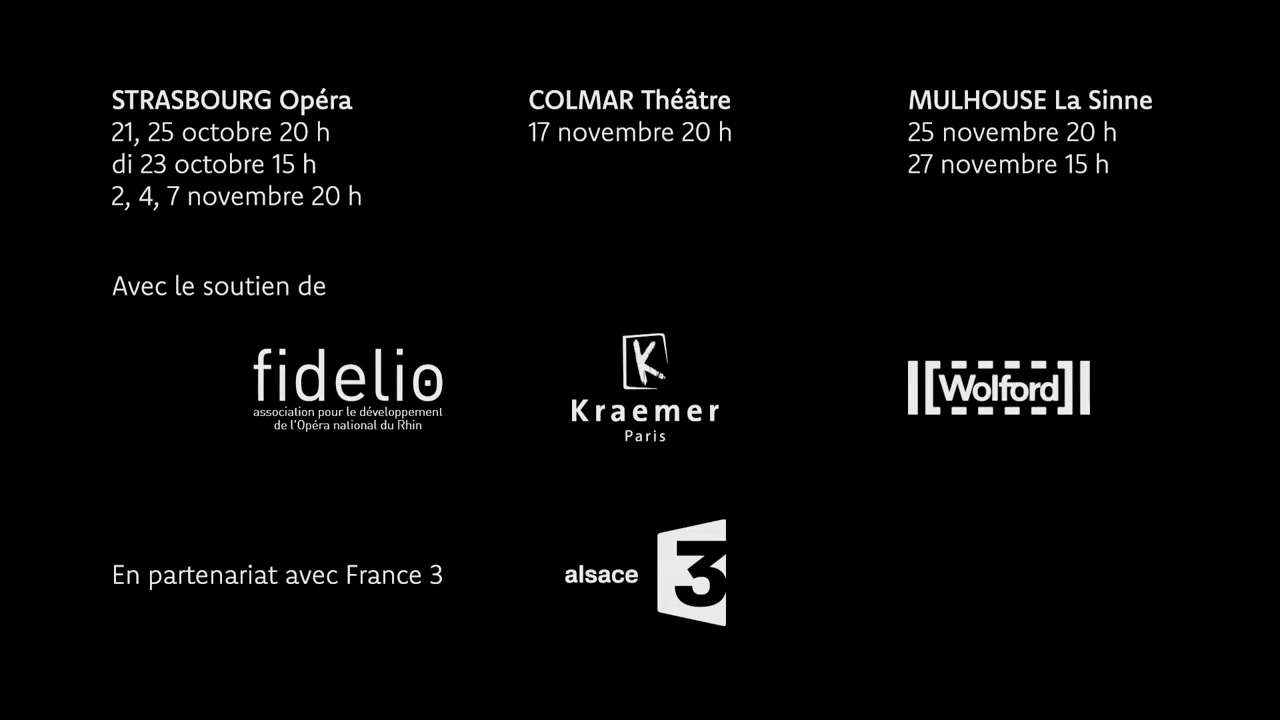 STRASBOURG Opéra
21, 25 octobre 20 h
di 23 octobre 15 h
2, 4, 7 novembre 20 h
COLMAR Théâtre
17 novembre 20 h
MULHOUSE La Sinne
25 novembre 20 h
27 novembre 15 h
Avec le soutien de
fidelio
association pour le développement
de l'Opéra national du Rhin
K
Kraemer
Paris
Wolford
En partenariat avec France 3
alsace 3